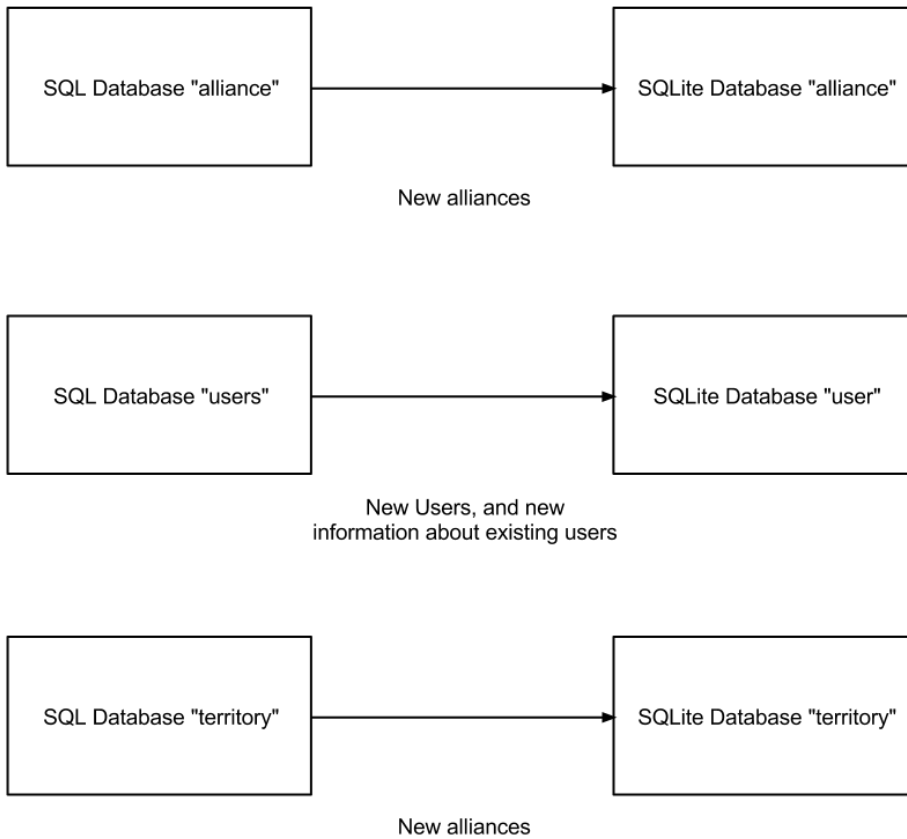 SQL Database "alliance"
SQLite Database "alliance"
New alliances
SQL Database "users"
SQLite Database "user"
New Users, and new
information about existing users
SQL Database "territory"
SQLite Database "territory"
New alliances